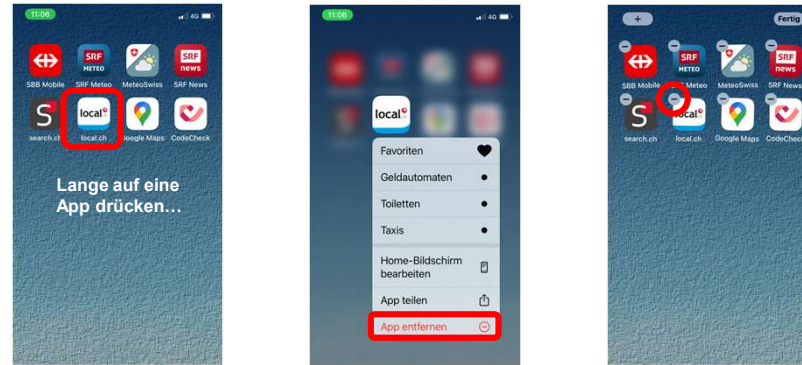 11:06
4G
SBB Mobile
SRF METEO
SRF Meteo
MeteoSwiss
SRF news
SRF News
S
search.ch
local.ch
local.ch
Google Maps
CodeCheck
Lange auf eine
App drücken...
11:06
4G
local.ch
Favoriten
Geldautomaten
Toiletten
Taxis
Home-Bildschirm
bearbeiten
App teilen
App entfernen
+
Fertig
SBB Mobile
SRF METEO
Meteo
MeteoSwiss
SRF news
SRF News
S
search.ch
local.ch
Google Maps
CodeCheck